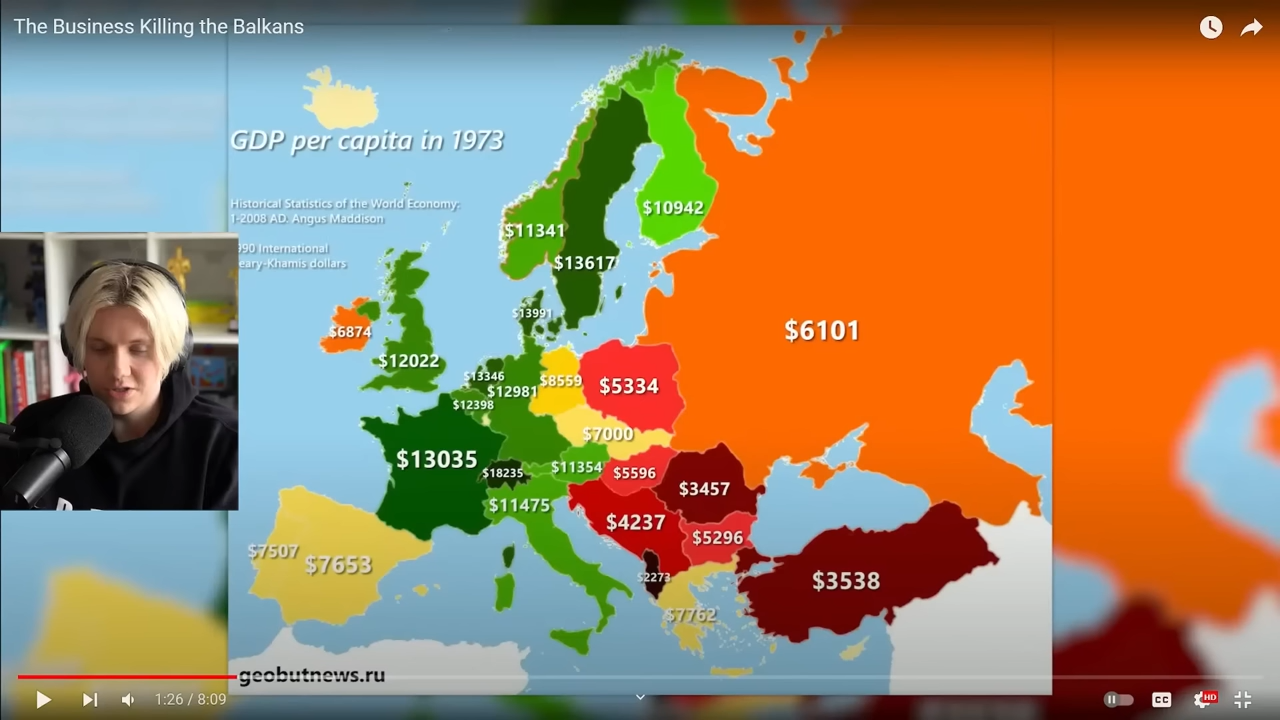 The Business Killing the Balkans
GDP per capita in 1973
Historical Statistics of the World Economy:
1-2008 AD. Angus Maddison
990 International
eary-Khamis dollars
$10942
$11341
$13617
$13991
$6874
$12022
$6101
$13346
$12981
$8559
$5334
$12398
$7000
$13035
$18235
$11354
$5596
$3457
$11475
$4237
$5296
$7507
$7653
$2273
$3538
$7762
geobutnews.ru
1:26 / 8:09
CC
HD